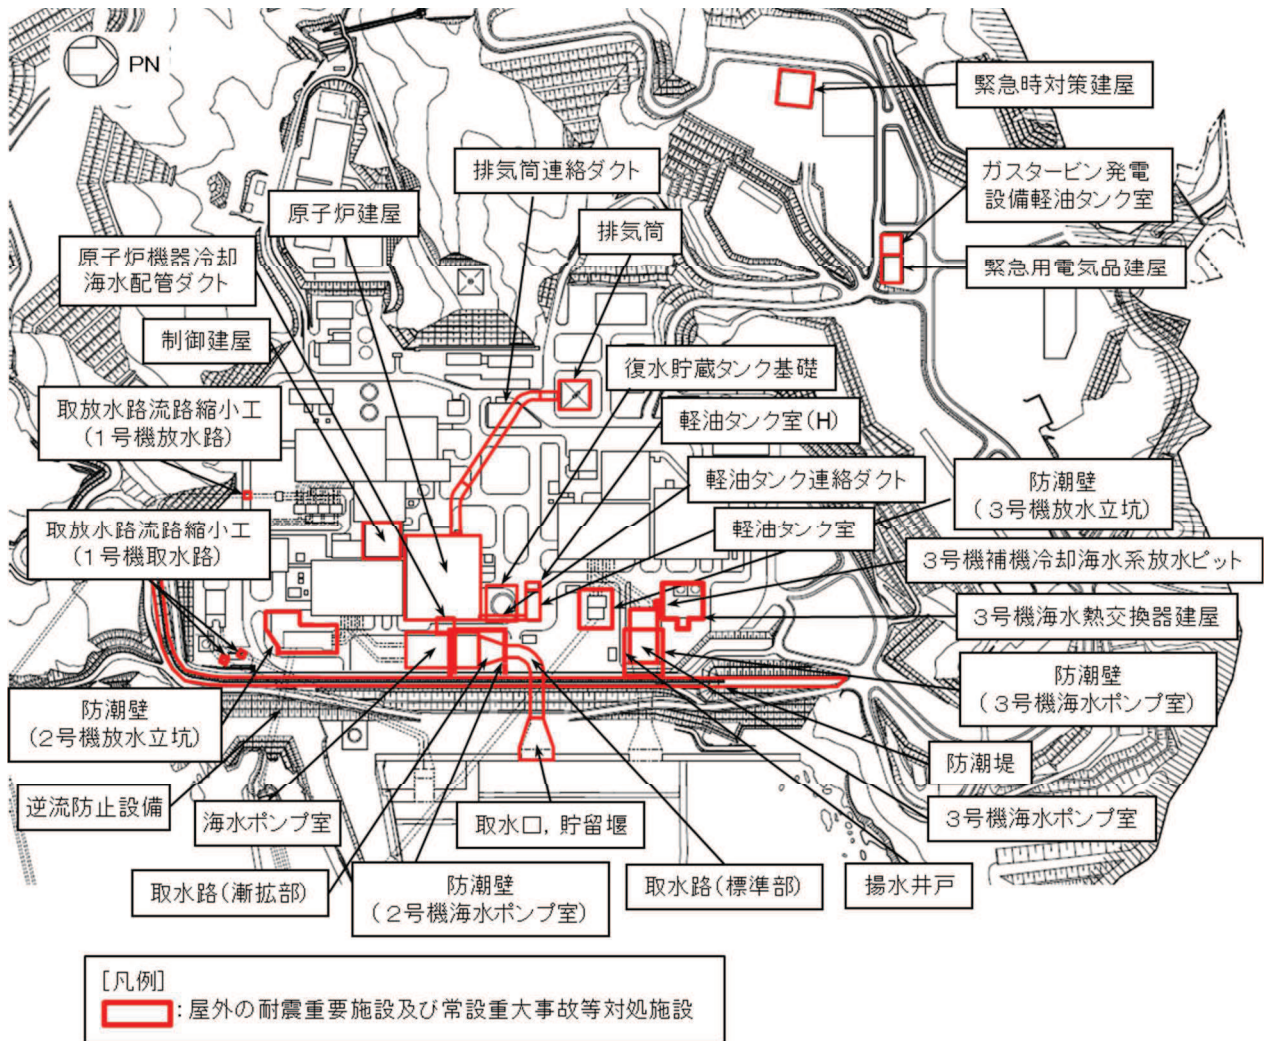 PN
緊急時対策建屋
ガスタービン発電
設備軽油タンク室
緊急用電気品建屋
排気筒連絡ダクト
原子炉建屋
排気筒
原子炉機器冷却
海水配管ダクト
制御建屋
復水貯蔵タンク基礎
取放水路流路縮小工
(1号機放水路)
軽油タンク室(H)
軽油タンク連絡ダクト
防潮壁
(3号機放水立坑)
取放水路流路縮小工
(1号機取水路)
軽油タンク室
3号機補機冷却海水系放水ピット
3号機海水熱交換器建屋
防潮壁
(3号機海水ポンプ室)
防潮壁
(2号機放水立坑)
防潮堤
逆流防止設備
海水ポンプ室
取水口，貯留堰
3号機海水ポンプ室
取水路(漸拡部)
防潮壁
(2号機海水ポンプ室)
取水路(標準部)
揚水井戸
[凡例]
：屋外の耐震重要施設及び常設重大事故等対処施設